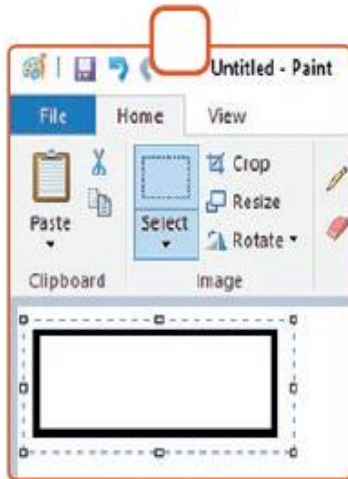 Untitled - Paint
File Home View
Paste
Select
Crop
Resize
Rotate
Clipboard
Image